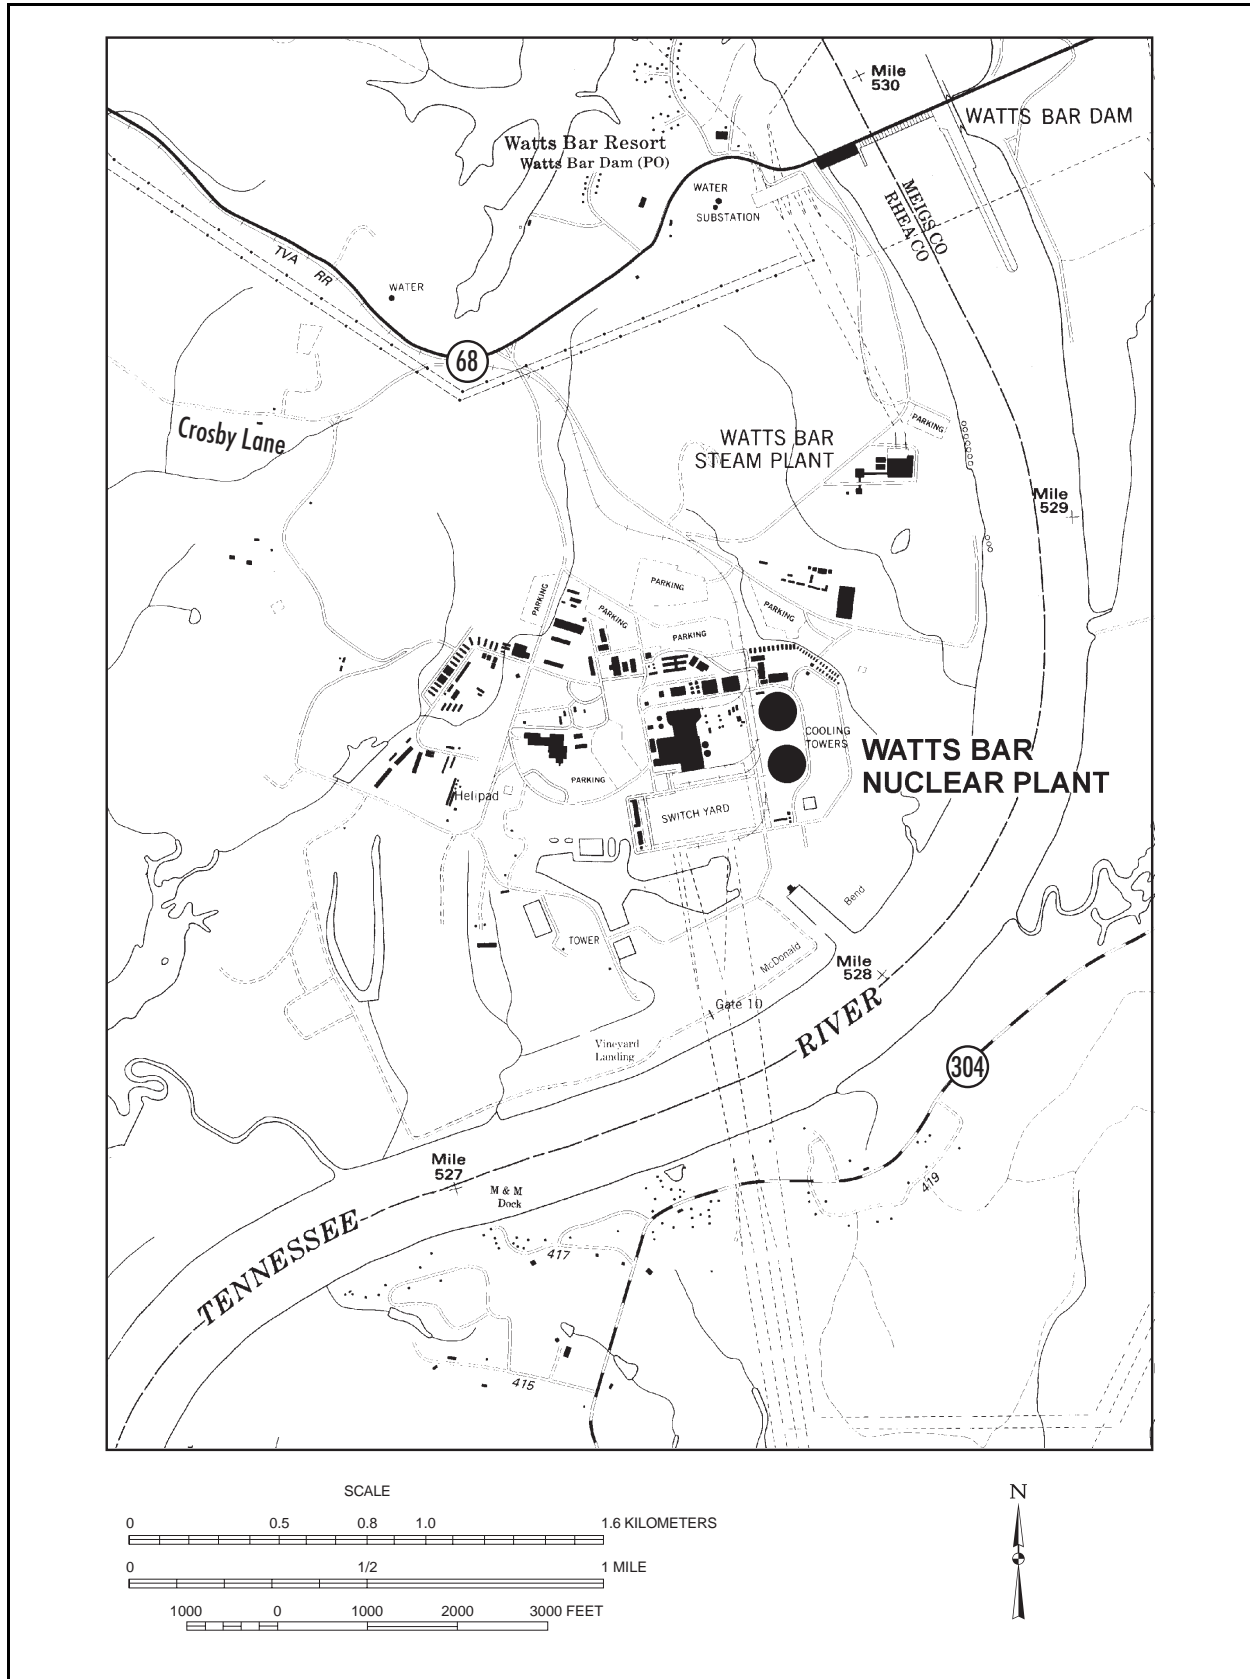 Mile
530
WATTS BAR DAM
Watts Bar Resort
Watts Bar Dam (PO)
WATER
SUBSTATION
MEIGS CO
RHEA CO
TVA RR
WATER
68
Crosby Lane
PARKING
WATTS BAR
STEAM PLANT
Mile
529
PARKING
PARKING
PARKING
PARKING
PARKING
COOLING
TOWERS
WATTS BAR
NUCLEAR PLANT
PARKING
Helipad
SWITCH YARD
Bend
TOWER
McDonald
Mile
528
Gate 10
RIVER
Vineyard
Landing
304
Mile
527
M & M
Dock
419
TENNESSEE
417
415
SCALE
0 0.5 0.8 1.0 1.6 KILOMETERS
0 1/2 1 MILE
1000 0 1000 2000 3000 FEET
N